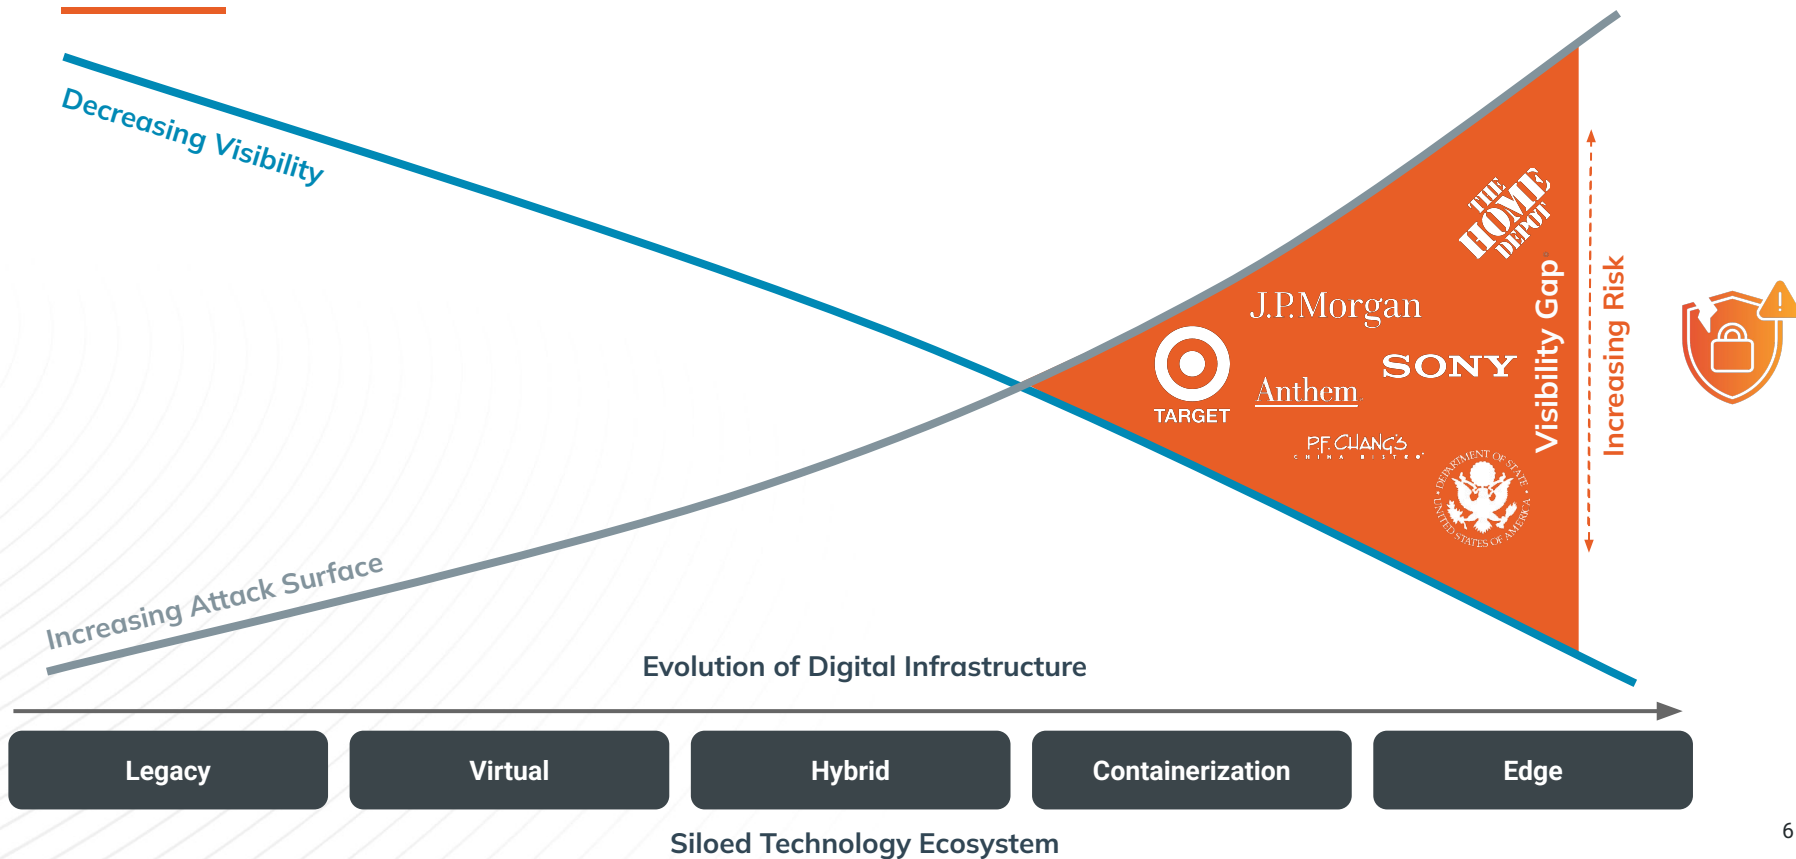 Decreasing Visibility
Increasing Attack Surface
THE
HOME
DEPOT
J.P.Morgan
TARGET
Anthem
SONY
P.F. CHANG'S
CHINA BISTRO
DEPARTMENT OF STATE
UNITED STATES OF AMERICA
Visibility Gap
Increasing Risk
!
Evolution of Digital Infrastructure
Legacy
Virtual
Hybrid
Containerization
Edge
Siloed Technology Ecosystem
6